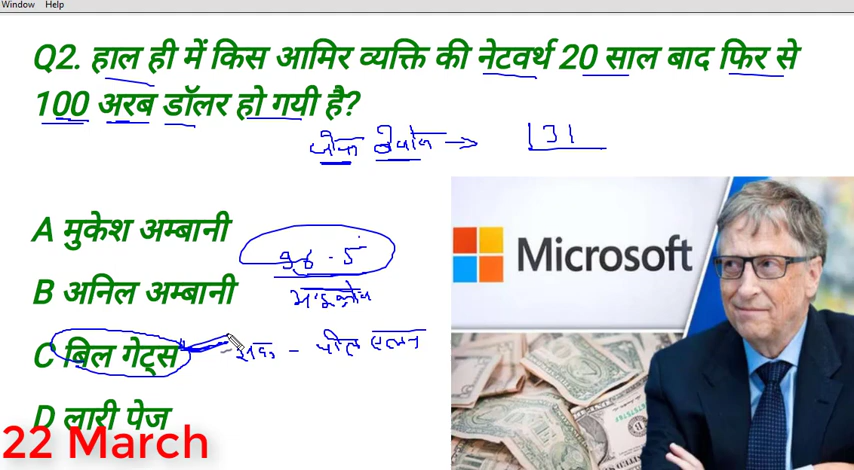 Window Help
Q2. हाल ही में किस आमिर व्यक्ति की नेटवर्थ 20 साल बाद फिर से
100 अरब डॉलर हो गयी है?
→ 131
A मुकेश अम्बानी
Microsoft
B अनिल अम्बानी
C बिल गेट्स
D लारी पेज
22 March